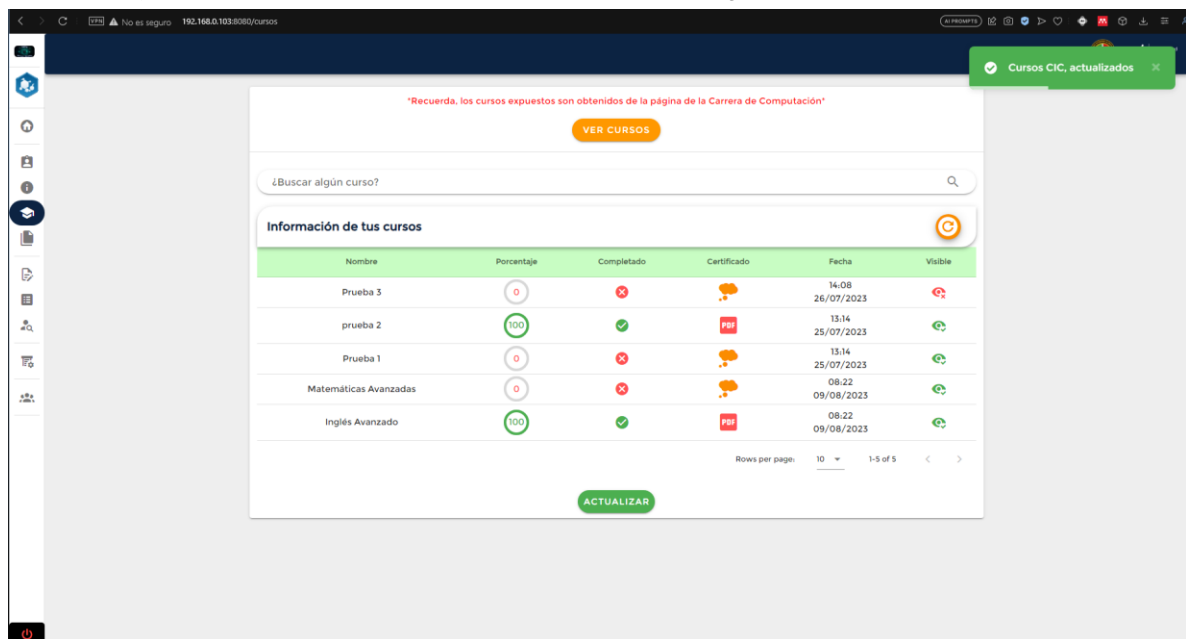 VPN No es seguro 192.168.0.103:8080/cursos AI PROMPTS
Cursos CIC, actualizados
*Recuerda, los cursos expuestos son obtenidos de la página de la Carrera de Computación*
VER CURSOS
¿Buscar algún curso?
Información de tus cursos
Nombre Porcentaje Completado Certificado Fecha Visible
Prueba 3 0 14:08
26/07/2023
prueba 2 100 PDF 13:14
25/07/2023
Prueba 1 0 13:14
25/07/2023
Matemáticas Avanzadas 0 08:22
09/08/2023
Inglés Avanzado 100 PDF 08:22
09/08/2023
Rows per page: 10 1-5 of 5
ACTUALIZAR